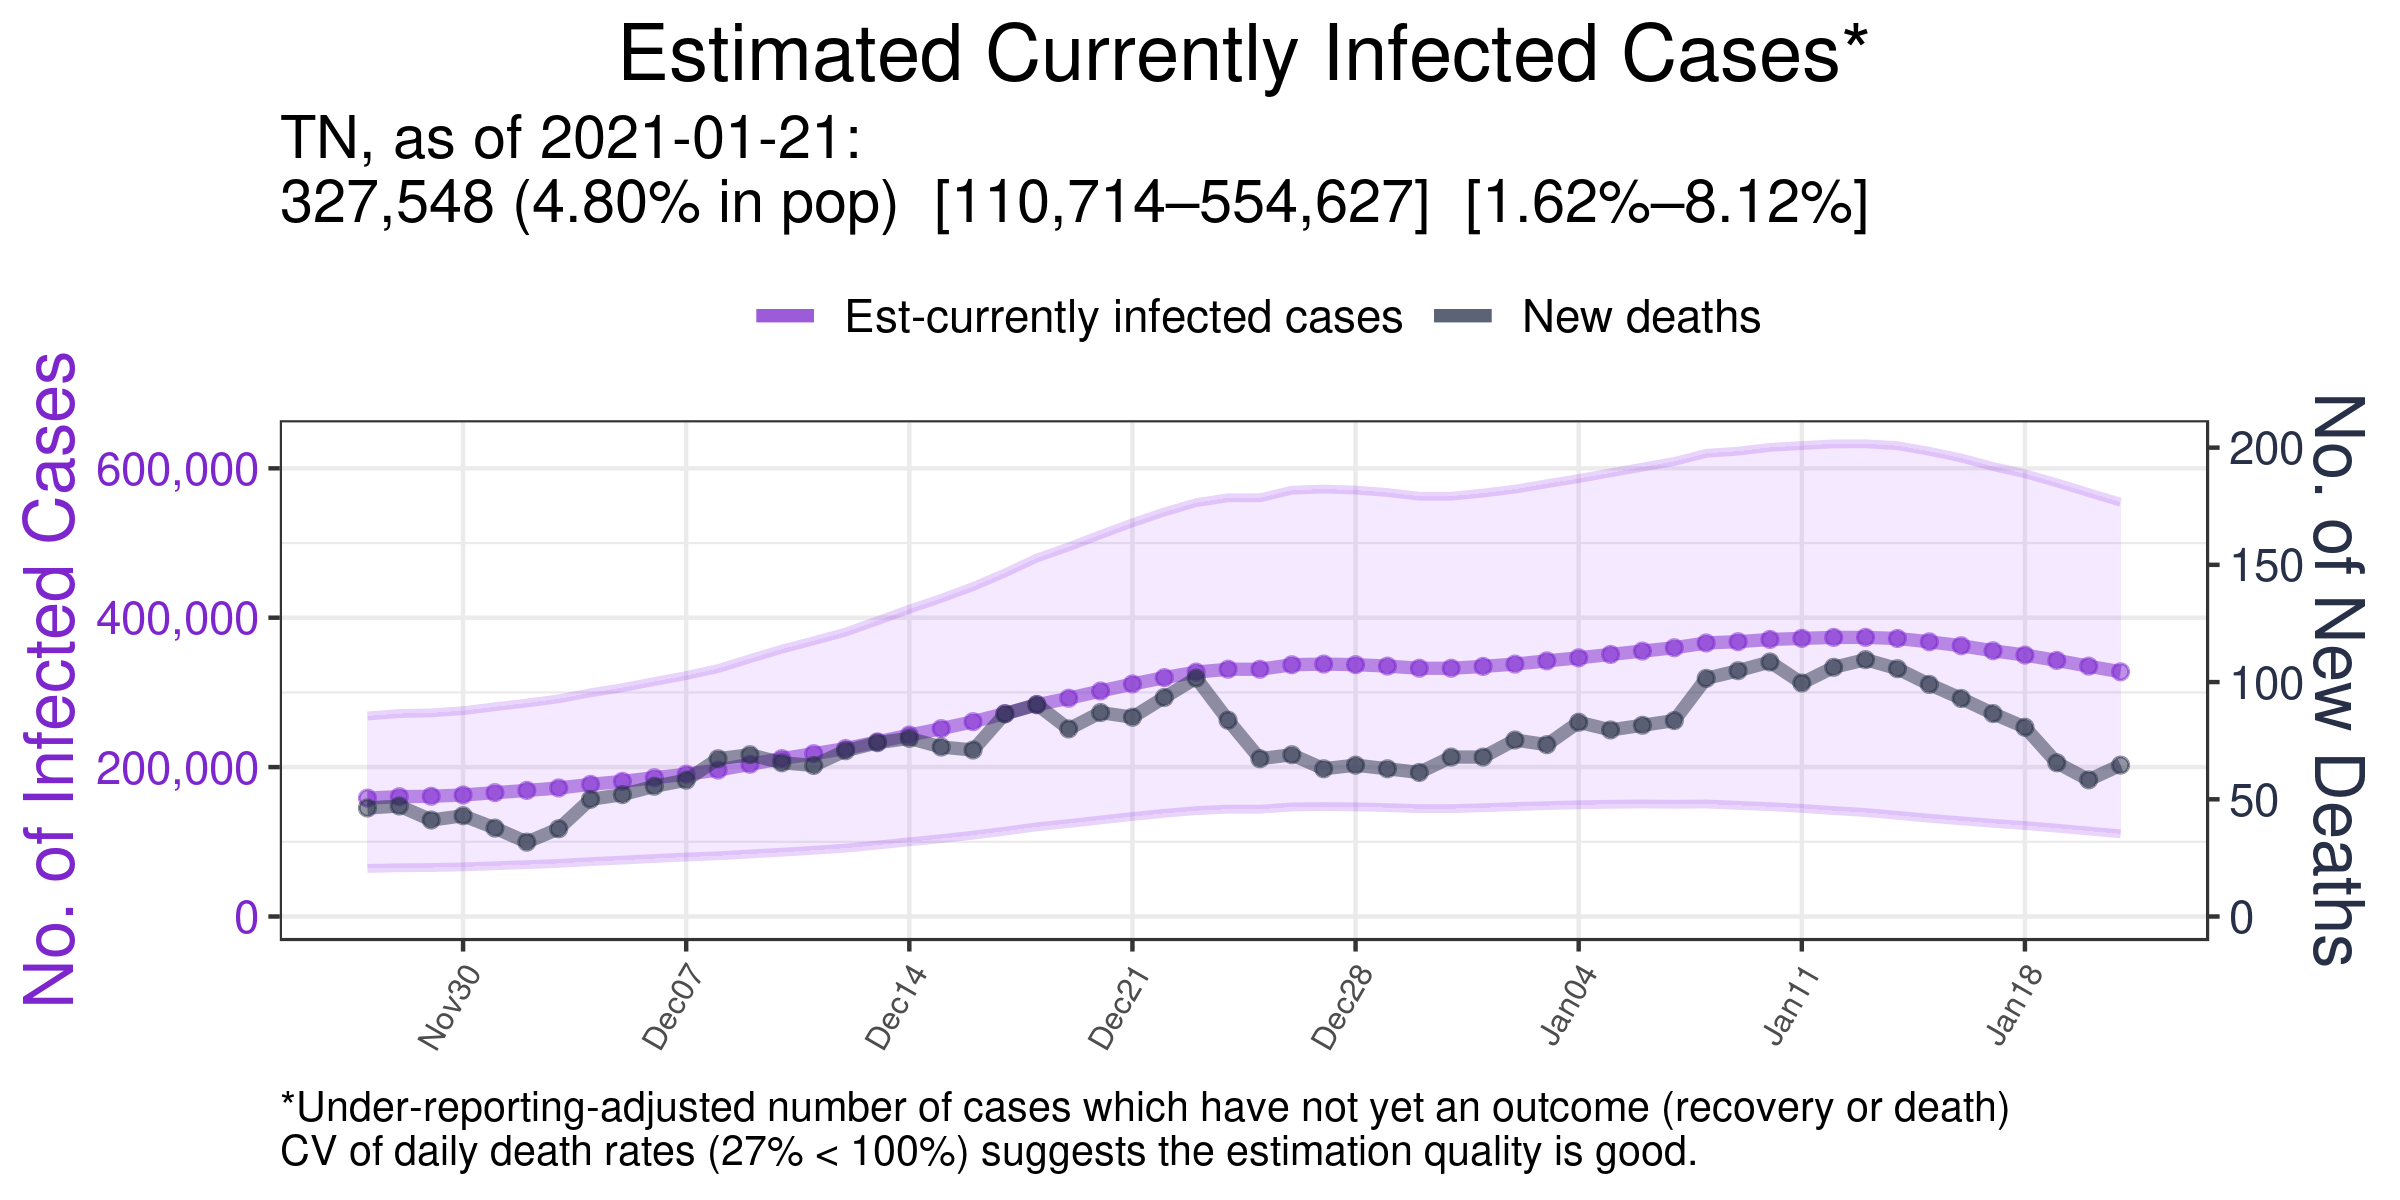 Estimated Currently Infected Cases*
TN, as of 2021-01-21:
327,548 (4.80% in pop) [110,714–554,627] [1.62%–8.12%]
Est-currently infected cases
New deaths
No. of Infected Cases
600,000
400,000
200,000
0
200
150
100
50
0
No. of New Deaths
Nov30
Dec07
Dec14
Dec21
Dec28
Jan04
Jan11
Jan18
*Under-reporting-adjusted number of cases which have not yet an outcome (recovery or death)
CV of daily death rates (27% < 100%) suggests the estimation quality is good.